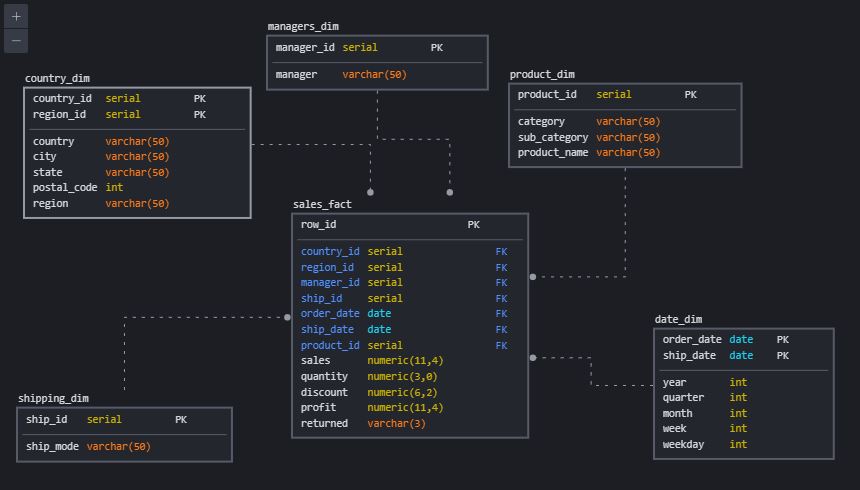 managers_dim
manager_id serial PK
manager varchar(50)
country_dim
country_id serial PK
region_id serial PK
country varchar(50)
city varchar(50)
state varchar(50)
postal_code int
region varchar(50)
product_dim
product_id serial PK
category varchar(50)
sub_category varchar(50)
product_name varchar(50)
sales_fact
row_id PK
country_id serial FK
region_id serial FK
manager_id serial FK
ship_id serial FK
order_date date FK
ship_date date FK
product_id serial FK
sales numeric(11,4)
quantity numeric(3,0)
discount numeric(6,2)
profit numeric(11,4)
returned varchar(3)
date_dim
order_date date PK
ship_date date PK
year int
quarter int
month int
week int
weekday int
shipping_dim
ship_id serial PK
ship_mode varchar(50)